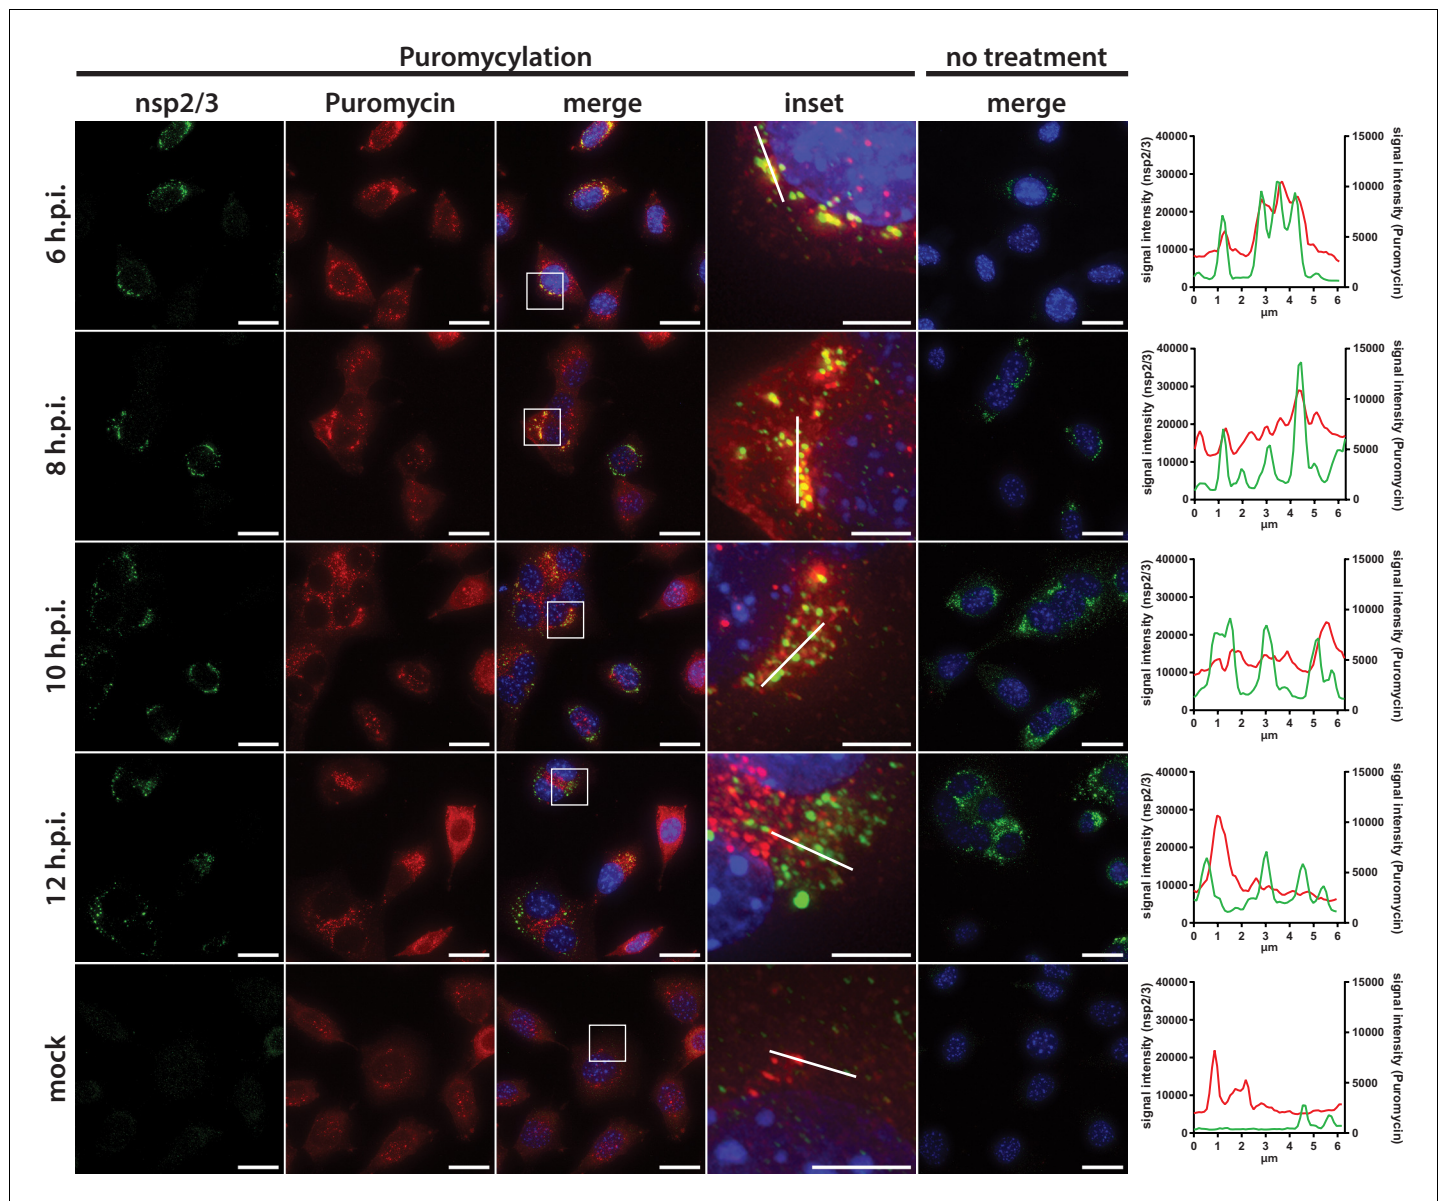 Puromycylation no treatment
nsp2/3 Puromycin merge inset merge
6 h.p.i.
signal intensity (nsp2/3)
40000
30000
20000
10000
0
0 1 2 3 4 5 6
µm
15000
10000
5000
0
signal intensity (Puromycin)
8 h.p.i.
signal intensity (nsp2/3)
40000
30000
20000
10000
0
0 1 2 3 4 5 6
µm
15000
10000
5000
0
signal intensity (Puromycin)
10 h.p.i.
signal intensity (nsp2/3)
40000
30000
20000
10000
0
0 1 2 3 4 5 6
µm
15000
10000
5000
0
signal intensity (Puromycin)
12 h.p.i.
signal intensity (nsp2/3)
40000
30000
20000
10000
0
0 1 2 3 4 5 6
µm
15000
10000
5000
0
signal intensity (Puromycin)
mock
signal intensity (nsp2/3)
40000
30000
20000
10000
0
0 1 2 3 4 5 6
µm
15000
10000
5000
0
signal intensity (Puromycin)